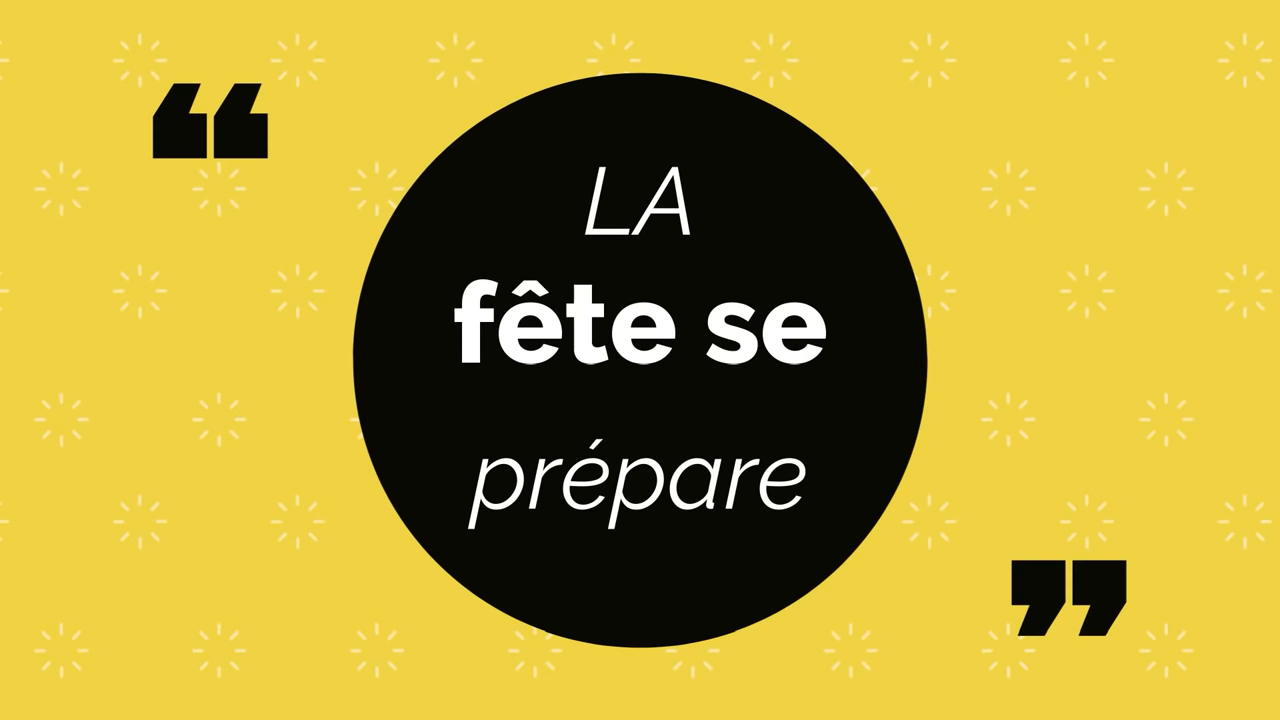 “
LA
fête se
prépare
”